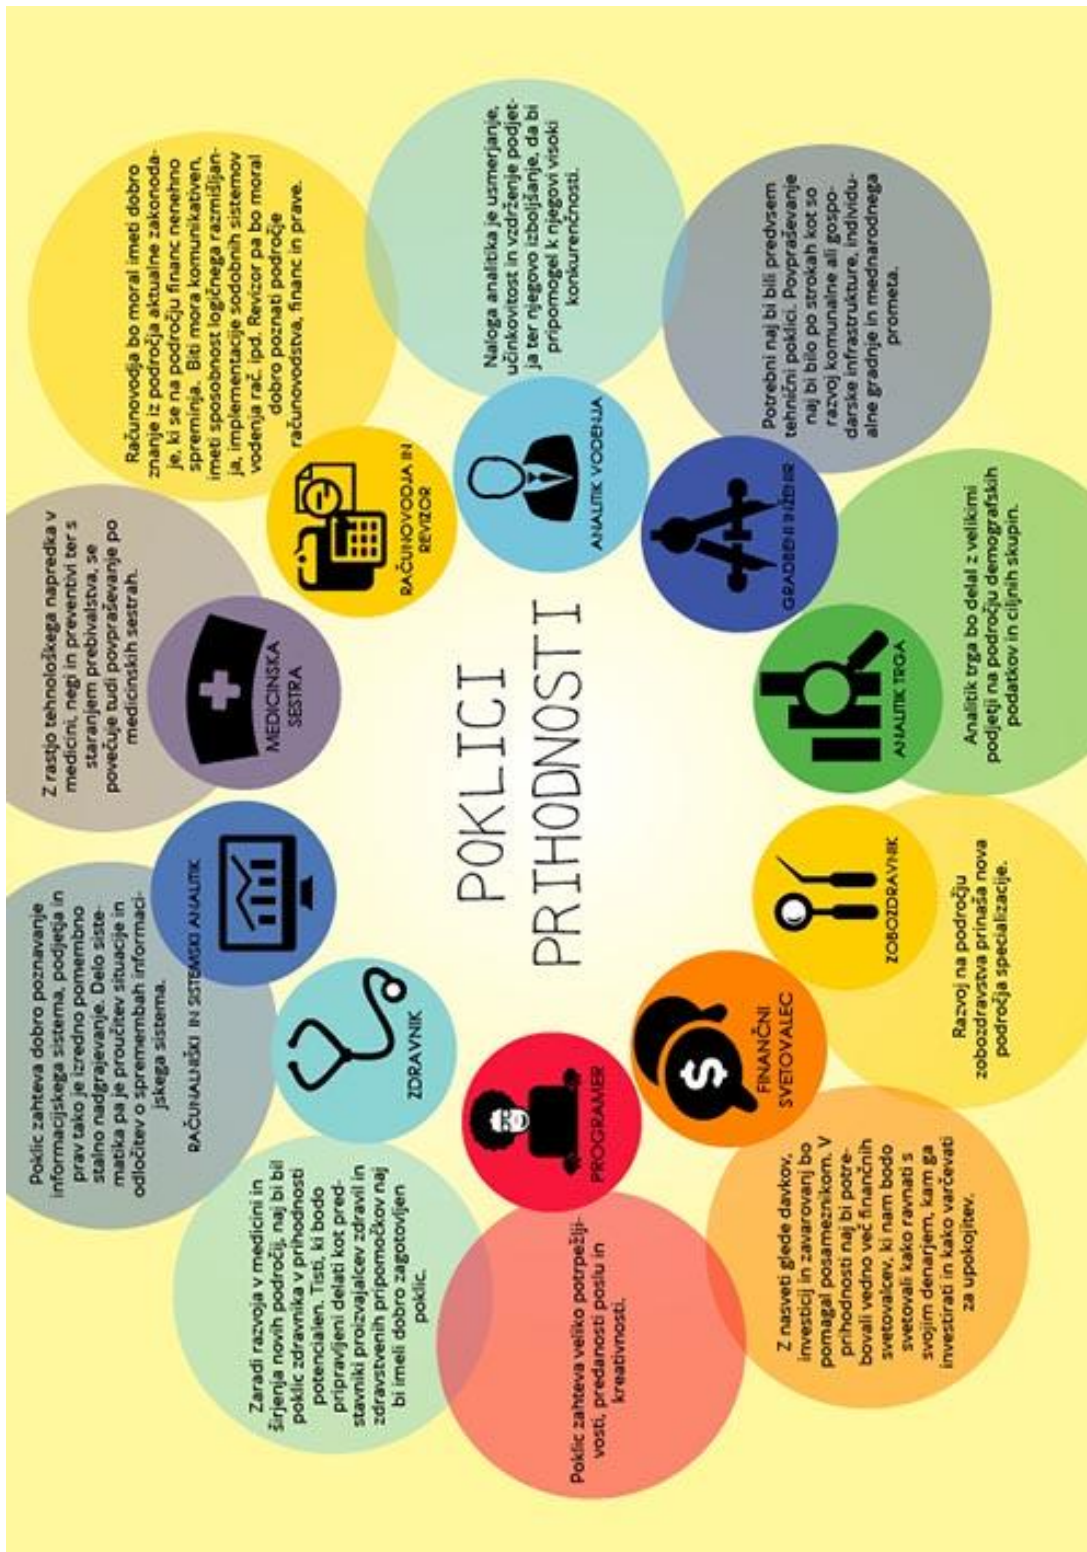 POKLICI
PRIHODNOSTI
Poklic zahteva dobro poznavanje
informacijskega sistema, podjetja in
prav tako je izredno pomembno
stalno nadgrajevanje. Delo siste-
matika pa je proučitev situacije in
odločitev o spremembah informaci-
jskega sistema.
RAČUNALNIŠKI IN SISTEMSKI ANALITIK
Z rastjo tehnološkega napredka v
medicini, negi in preventivi ter s
staranjem prebivalstva, se
povečuje tudi povpraševanje po
medicinskih sestrah.
MEDICINSKA
SESTRA
Računovodja bo moral imeti dobro
znanje iz področja aktualne zakonoda-
je, ki se na področju financ nenehno
spreminja. Biti mora komunikativen,
imeti sposobnost logičnega razmišljan-
ja, implementacije sodobnih sistemov
vodenja rač. ipd. Revizor pa bo moral
dobro poznati področje
računovodstva, financ in prave.
RAČUNOVODJA IN
REVIZOR
Naloga analitika je usmerjanje,
učinkovitost in vzdrženje podjet-
ja ter njegovo izboljšanje, da bi
pripomogel k njegovi visoki
konkurenčnosti.
ANALITIK VODENJA
Potrebni naj bi bili predvsem
tehnični poklici. Povpraševanje
naj bi bilo po strokah kot so
razvoj komunalne ali gospo-
darske infrastrukture, individu-
alne gradnje in mednarodnega
prometa.
GRADBENI INŽENIR
Analitik trga bo delal z velikimi
podjetji na področju demografskih
podatkov in ciljnih skupin.
ANALITIK TRGA
Razvoj na področju
zobozdravstva prinaša nova
področja specializacije.
ZOBOZDRAVNIK
Z nasveti glede davkov,
investicij in zavarovanj bo
pomagal posameznikom. V
prihodnosti naj bi potre-
bovali vedno več finančnih
svetovalcev, ki nam bodo
svetovali kako ravnati s
svojim denarjem, kam ga
investirati in kako varčevati
za upokojitev.
FINANČNI
SVETOVALEC
$
Poklic zahteva veliko potrpežlji-
vosti, predanosti poslu in
kreativnosti.
PROGRAMER
Zaradi razvoja v medicini in
širjenja novih področij, naj bi bil
poklic zdravnika v prihodnosti
potencialen. Tisti, ki bodo
pripravljeni delati kot pred-
stavniki proizvajalcev zdravil in
zdravstvenih pripomočkov naj
bi imeli dobro zagotovljen
poklic.
ZDRAVNIK